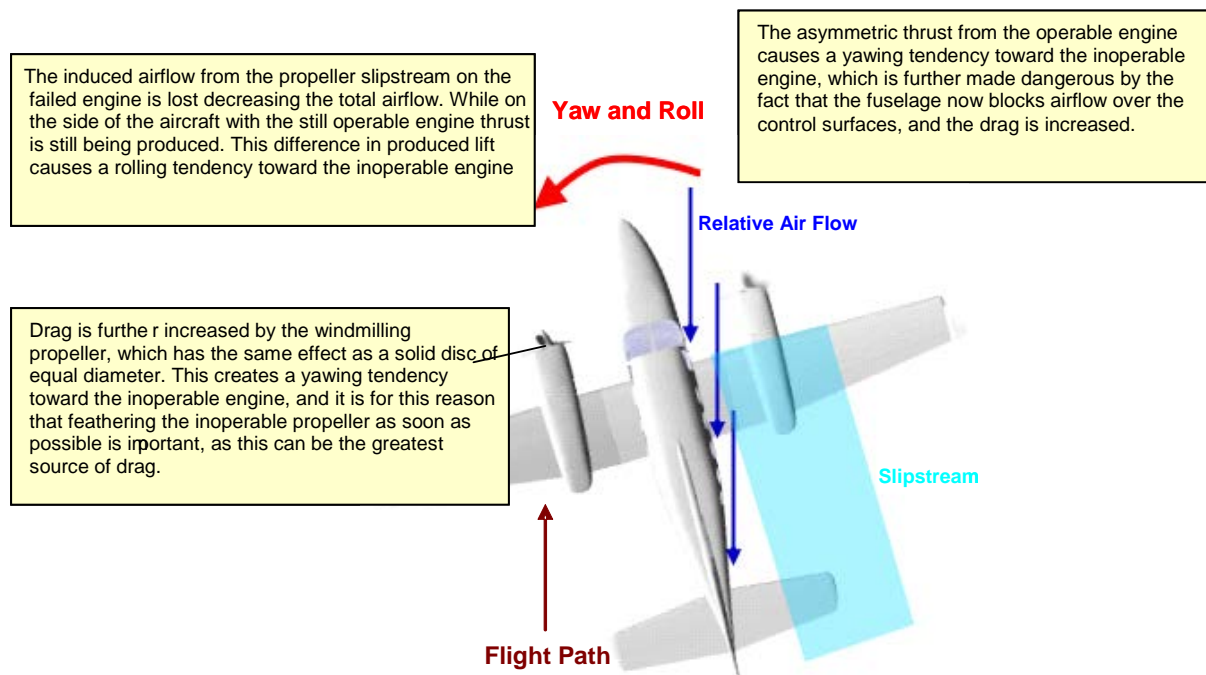 The induced airflow from the propeller slipstream on the
failed engine is lost decreasing the total airflow. While on
the side of the aircraft with the still operable engine thrust
is still being produced. This difference in produced lift
causes a rolling tendency toward the inoperable engine
Yaw and Roll
The asymmetric thrust from the operable engine
causes a yawing tendency toward the inoperable
engine, which is further made dangerous by the
fact that the fuselage now blocks airflow over the
control surfaces, and the drag is increased.
Relative Air Flow
Drag is furthe r increased by the windmilling
propeller, which has the same effect as a solid disc of
equal diameter. This creates a yawing tendency
toward the inoperable engine, and it is for this reason
that feathering the inoperable propeller as soon as
possible is important, as this can be the greatest
source of drag.
Slipstream
Flight Path